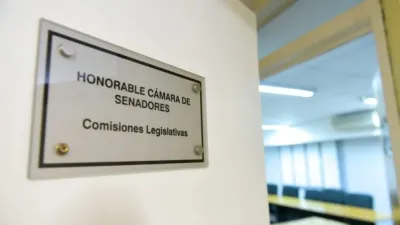 HONORABLE CÁMARA DE
SENADORES
Comisiones Legislativas